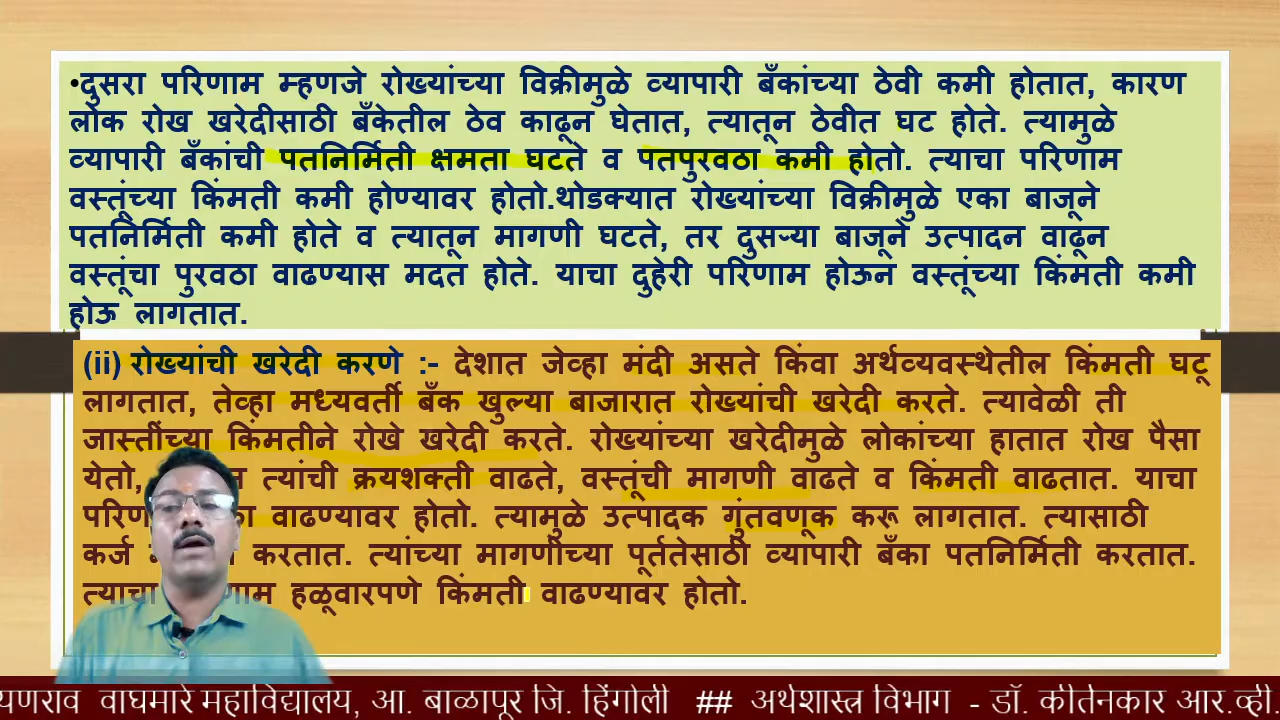 •दुसरा परिणाम म्हणजे रोख्यांच्या विक्रीमुळे व्यापारी बँकांच्या ठेवी कमी होतात, कारण
लोक रोख खरेदीसाठी बँकेतील ठेव काढून घेतात, त्यातून ठेवीत घट होते. त्यामुळे
व्यापारी बँकांची पतनिर्मिती क्षमता घटते व पतपुरवठा कमी होतो. त्याचा परिणाम
वस्तूंच्या किंमती कमी होण्यावर होतो.थोडक्यात रोख्यांच्या विक्रीमुळे एका बाजूने
पतनिर्मिती कमी होते व त्यातून मागणी घटते, तर दुसऱ्या बाजूने उत्पादन वाढून
वस्तूंचा पुरवठा वाढण्यास मदत होते. याचा दुहेरी परिणाम होऊन वस्तूंच्या किंमती कमी
होऊ लागतात.
(ii) रोख्यांची खरेदी करणे :- देशात जेव्हा मंदी असते किंवा अर्थव्यवस्थेतील किंमती घटू
लागतात, तेव्हा मध्यवर्ती बँक खुल्या बाजारात रोख्यांची खरेदी करते. त्यावेळी ती
जास्तींच्या किंमतीने रोखे खरेदी करते. रोख्यांच्या खरेदीमुळे लोकांच्या हातात रोख पैसा
येतो, त्यांची क्रयशक्ती वाढते, वस्तूंची मागणी वाढते व किंमती वाढतात. याचा
वाढण्यावर होतो. त्यामुळे उत्पादक गुंतवणूक करू लागतात. त्यासाठी
कर्ज करतात. त्यांच्या मागणीच्या पूर्ततेसाठी व्यापारी बँका पतनिर्मिती करतात.
त्याचा हळूवारपणे किंमती वाढण्यावर होतो.
वाघमारे महाविद्यालय, आ. बाळापूर जि. हिंगोली ## अर्थशास्त्र विभाग - डॉ. कीर्तनकार आर.व्ही.